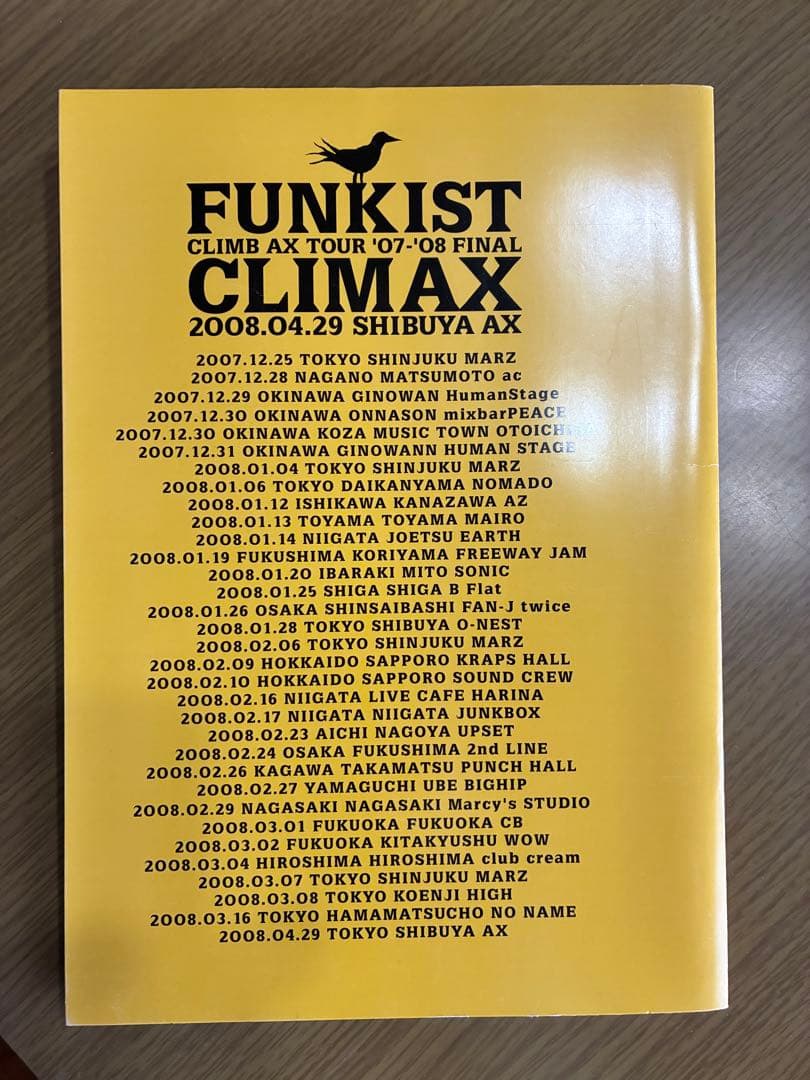 FUNKIST
CLIMB AX TOUR '07-'08 FINAL
CLIMAX
2008.04.29 SHIBUYA AX
2007.12.25 TOKYO SHINJUKU MARZ
2007.12.28 NAGANO MATSUMOTO ac
2007.12.29 OKINAWA GINOWAN HumanStage
2007.12.30 OKINAWA ONNASON mixbarPEACE
2007.12.30 OKINAWA KOZA MUSIC TOWN
2007.12.31 OKINAWA GINOWANN HUMAN STAGE
2008.01.04 TOKYO SHINJUKU MARZ
2008.01.06 TOKYO DAIKANYAMA NOMADO
2008.01.12 ISHIKAWA KANAZAWA AZ
2008.01.13 TOYAMA TOYAMA MAIRO
2008.01.14 NIIGATA JOETSU EARTH
2008.01.19 FUKUSHIMA KORIYAMA FREEWAY JAM
2008.01.20 IBARAKI MITO SONIC
2008.01.25 SHIGA SHIGA B Flat
2008.01.26 OSAKA SHINSAIBASHI FAN-J twice
2008.01.28 TOKYO SHIBUYA O-NEST
2008.02.06 TOKYO SHINJUKU MARZ
2008.02.09 HOKKAIDO SAPPORO KRAPS HALL
2008.02.10 HOKKAIDO SAPPORO SOUND CREW
2008.02.16 NIIGATA LIVE CAFE HARINA
2008.02.17 NIIGATA NIIGATA JUNKBOX
2008.02.23 AICHI NAGOYA UPSET
2008.02.24 OSAKA FUKUSHIMA 2nd LINE
2008.02.26 KAGAWA TAKAMATSU PUNCH HALL
2008.02.27 YAMAGUCHI UBE BIGHIP
2008.02.29 NAGASAKI NAGASAKI Marcy's STUDIO
2008.03.01 FUKUOKA FUKUOKA CB
2008.03.02 FUKUOKA KITAKYUSHU WOW
2008.03.04 HIROSHIMA HIROSHIMA club cream
2008.03.07 TOKYO SHINJUKU MARZ
2008.03.08 TOKYO KOENJI HIGH
2008.03.16 TOKYO HAMAMATSUCHO NO NAME
2008.04.29 TOKYO SHIBUYA AX